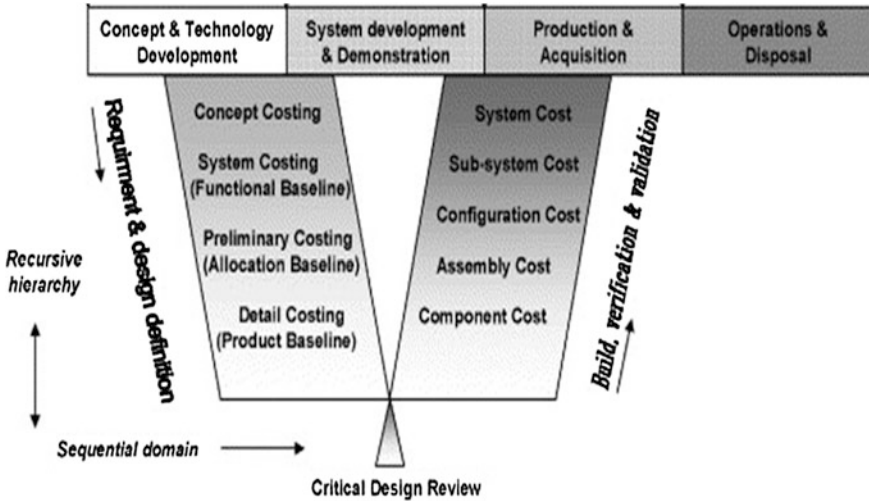 Concept & Technology
Development
System development
& Demonstration
Production &
Acquisition
Operations &
Disposal
Requirment & design definition
Concept Costing
System Costing
(Functional Baseline)
Preliminary Costing
(Allocation Baseline)
Detail Costing
(Product Baseline)
System Cost
Sub-system Cost
Configuration Cost
Assembly Cost
Component Cost
Build, verification & validation
Recursive
hierarchy
Sequential domain
Critical Design Review